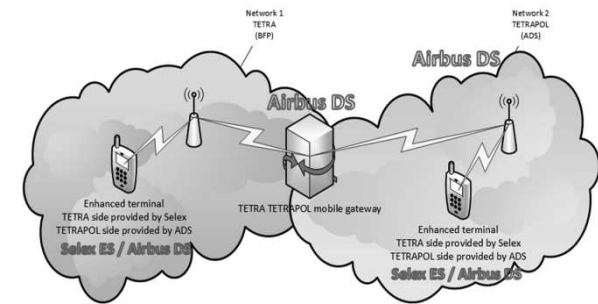 Network 1
TETRA
(BFP)
Network 2
TETRAPOL
(ADS)
Airbus DS
Airbus DS
Enhanced terminal
TETRA side provided by Selex
TETRAPOL side provided by ADS
Selex ES / Airbus DS
TETRA TETRAPOL mobile gateway
Enhanced terminal
TETRA side provided by Selex
TETRAPOL side provided by ADS
Selex ES / Airbus DS